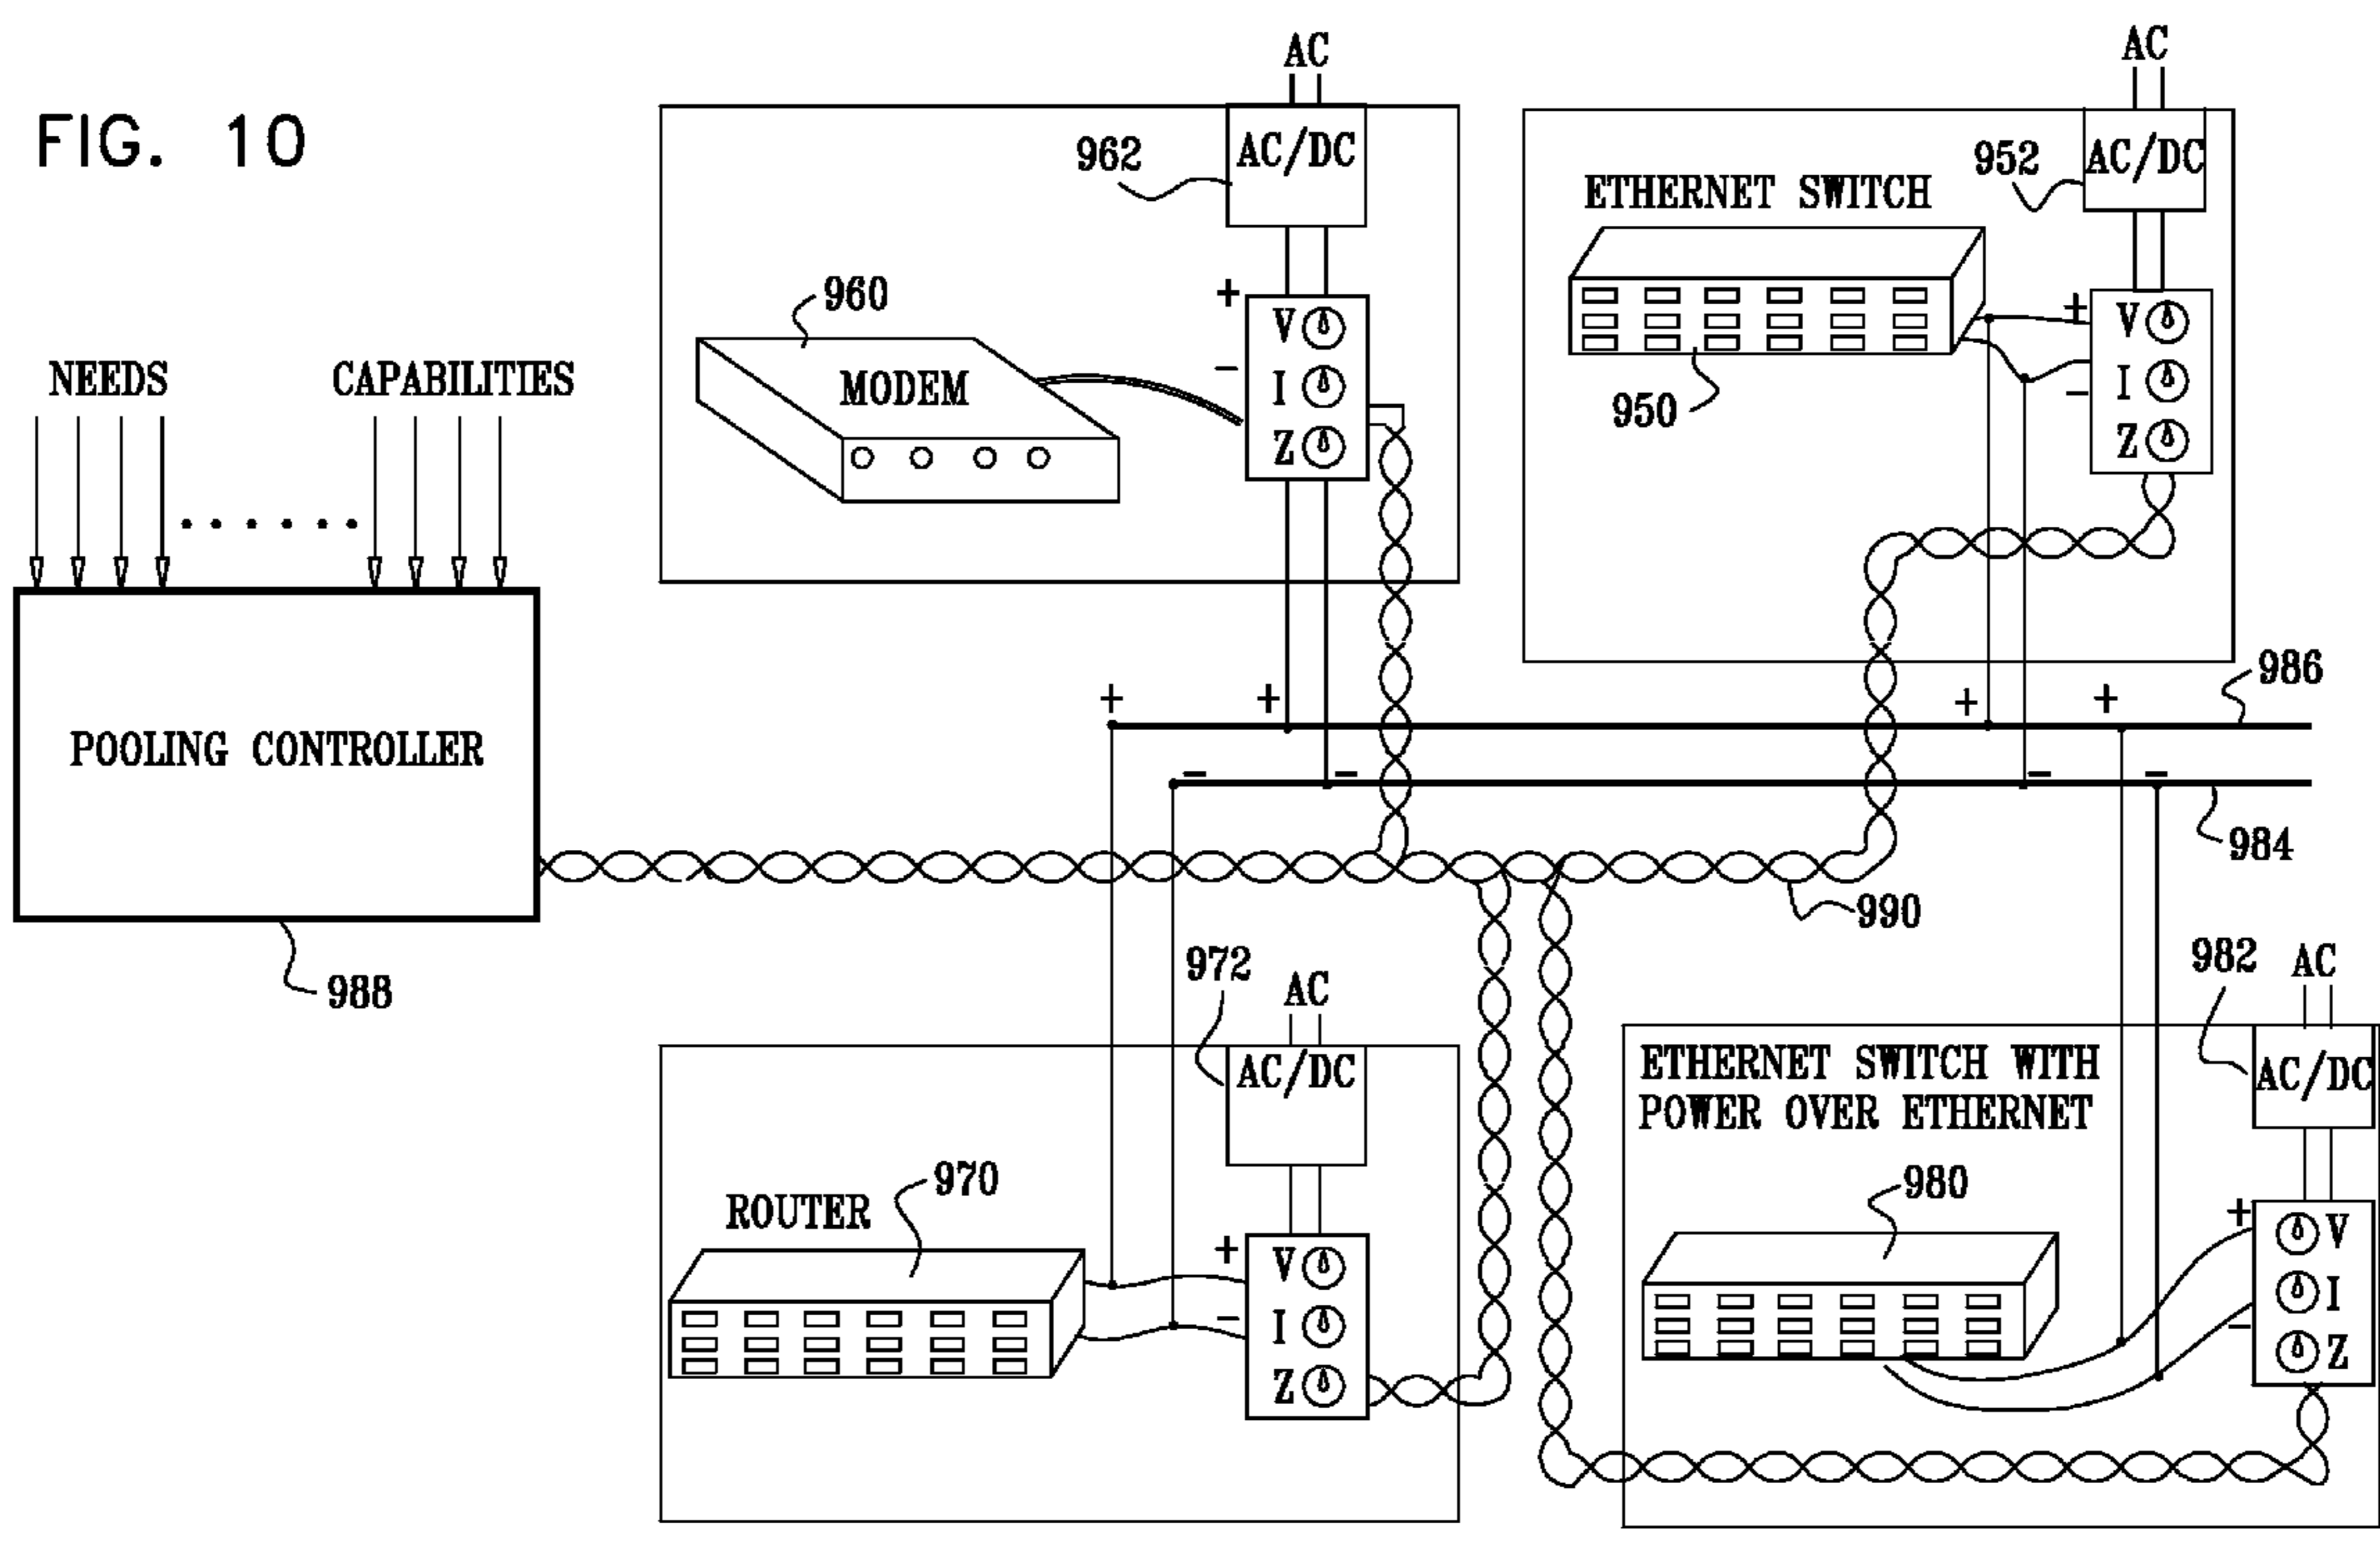 FIG. 10
AC
AC/DC
962
960
MODEM
+
-
V
I
Z
AC
AC/DC
952
ETHERNET SWITCH
950
+
-
V
I
Z
NEEDS
CAPABILITIES
. . . . . .
POOLING CONTROLLER
988
+
+
+
+
986
-
-
-
-
984
990
972
AC
AC/DC
ROUTER
970
+
-
V
I
Z
982
AC
AC/DC
ETHERNET SWITCH WITH
POWER OVER ETHERNET
980
+
-
V
I
Z